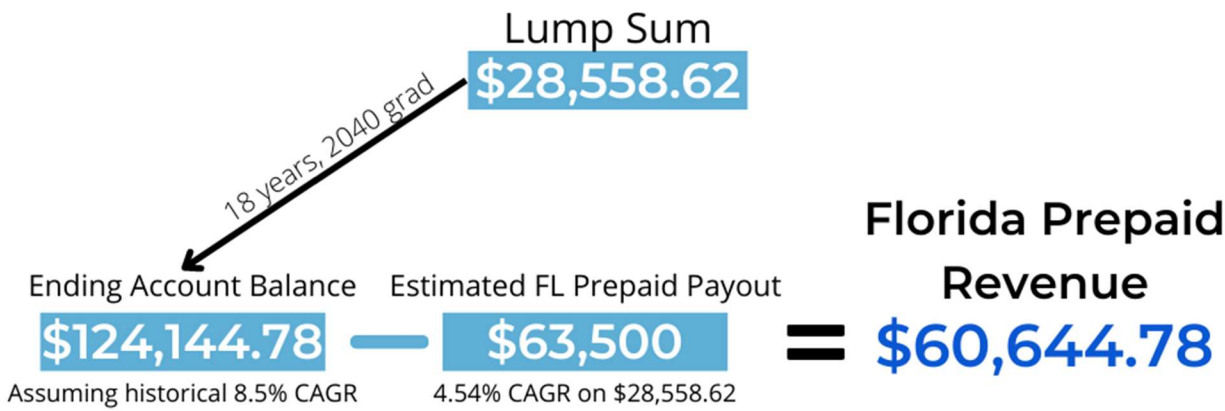 Lump Sum
$28,558.62
18 years, 2040 grad
Ending Account Balance
$124,144.78
Assuming historical 8.5% CAGR
—
Estimated FL Prepaid Payout
$63,500
4.54% CAGR on $28,558.62
=
Florida Prepaid
Revenue
$60,644.78